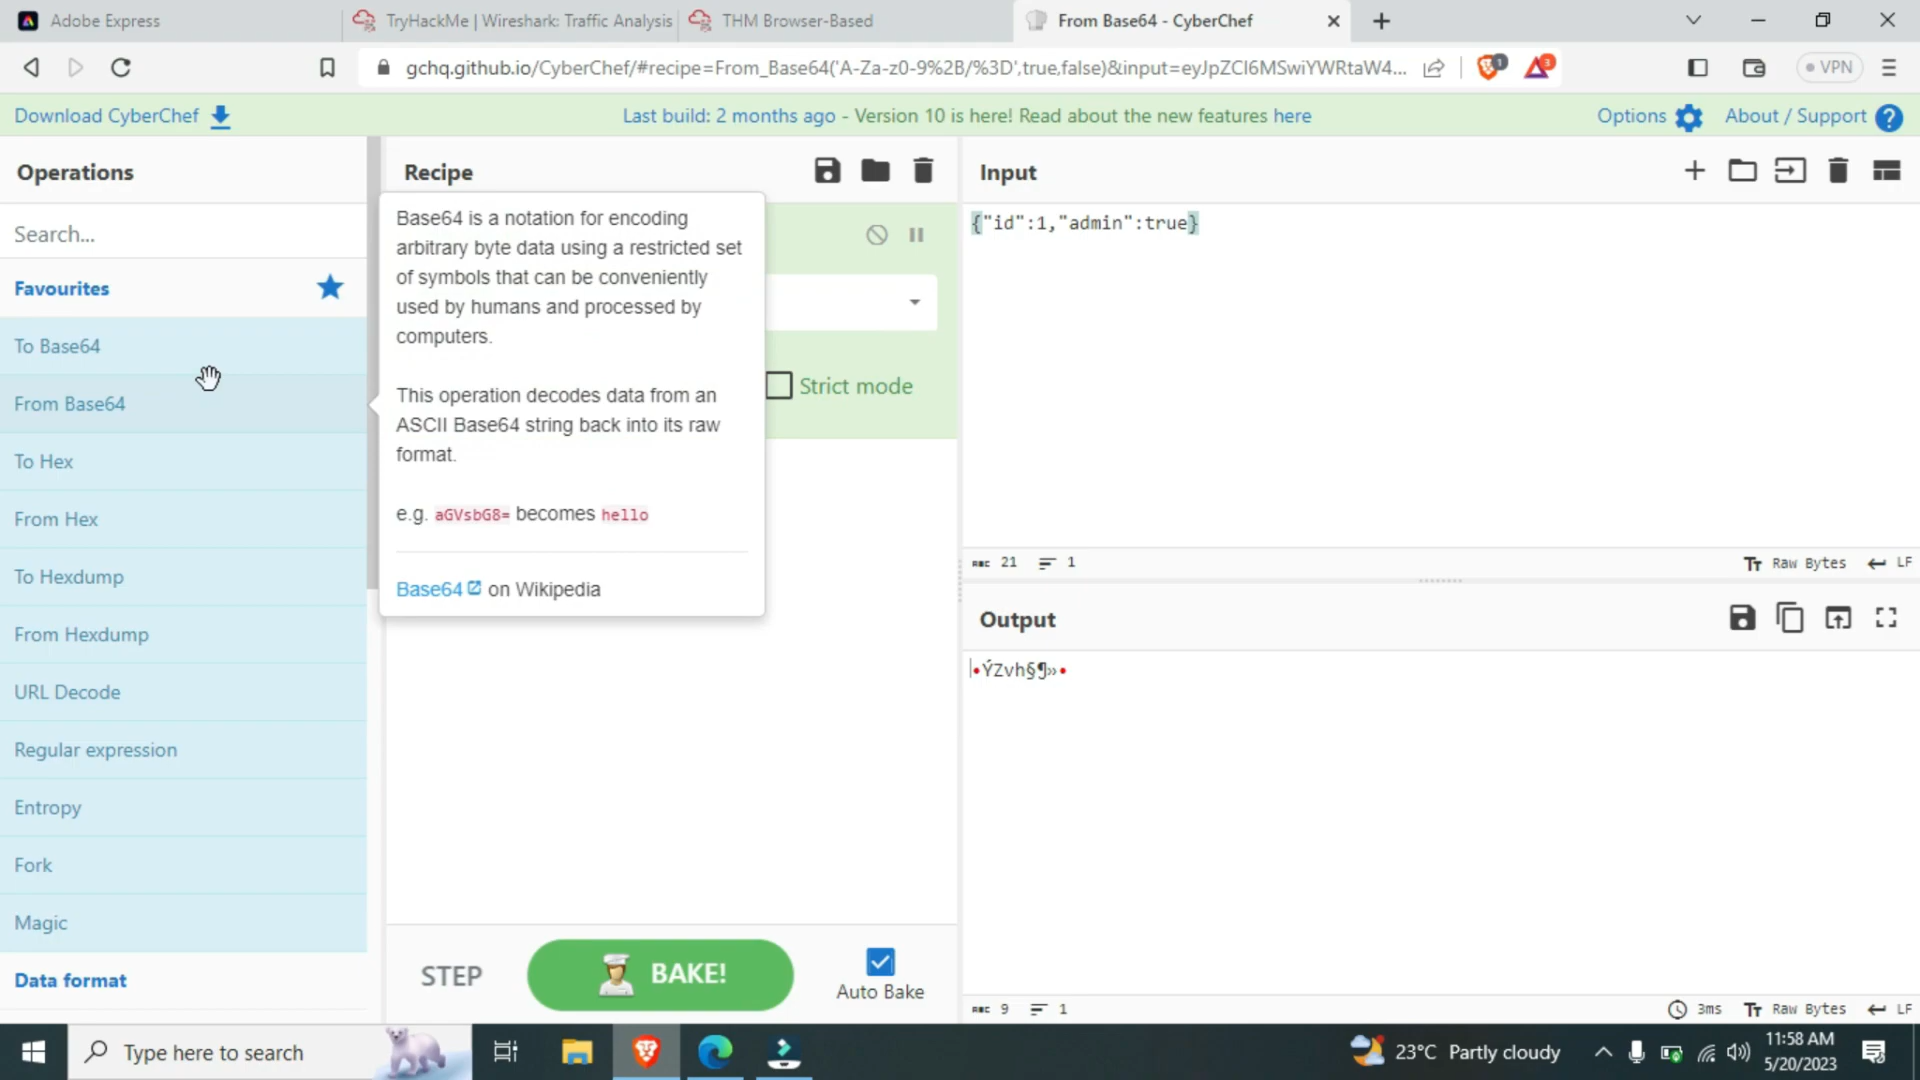 Adobe Express
TryHackMe | Wireshark: Traffic Analysis
THM Browser-Based
From Base64 - CyberChef
gchq.github.io/CyberChef/#recipe=From_Base64('A-Za-z0-9%2B/%3D',true,false)&input=eyJpZCI6MSwiYWRtaW4...
1
3
VPN
Download CyberChef
Last build: 2 months ago - Version 10 is here! Read about the new features here
Options
About / Support
Operations
Search...
Favourites
To Base64
From Base64
To Hex
From Hex
To Hexdump
From Hexdump
URL Decode
Regular expression
Entropy
Fork
Magic
Data format
Recipe
Base64 is a notation for encoding
arbitrary byte data using a restricted set
of symbols that can be conveniently
used by humans and processed by
computers.
This operation decodes data from an
ASCII Base64 string back into its raw
format.
e.g. aGVsbG8= becomes hello
Base64 on Wikipedia
Strict mode
STEP
BAKE!
Auto Bake
Input
{"id":1,"admin":true}
ABC 21 1
Raw Bytes LF
Output
•ÝZvh§¶»•
ABC 9 1
3ms Raw Bytes LF
Type here to search
23°C Partly cloudy
11:58 AM
5/20/2023